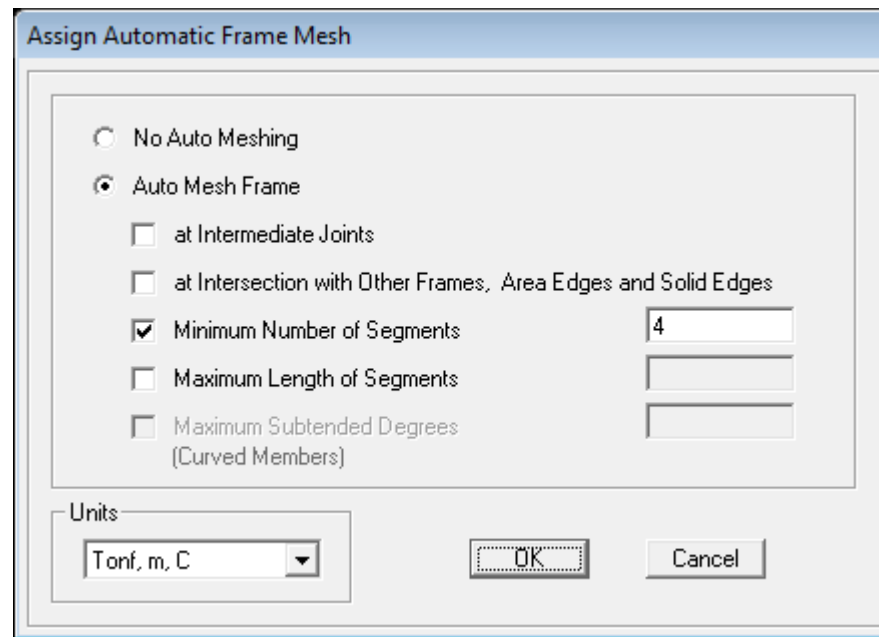 Assign Automatic Frame Mesh
No Auto Meshing
Auto Mesh Frame
at Intermediate Joints
at Intersection with Other Frames, Area Edges and Solid Edges
Minimum Number of Segments 4
Maximum Length of Segments
Maximum Subtended Degrees
(Curved Members)
Units
Tonf, m, C
OK Cancel